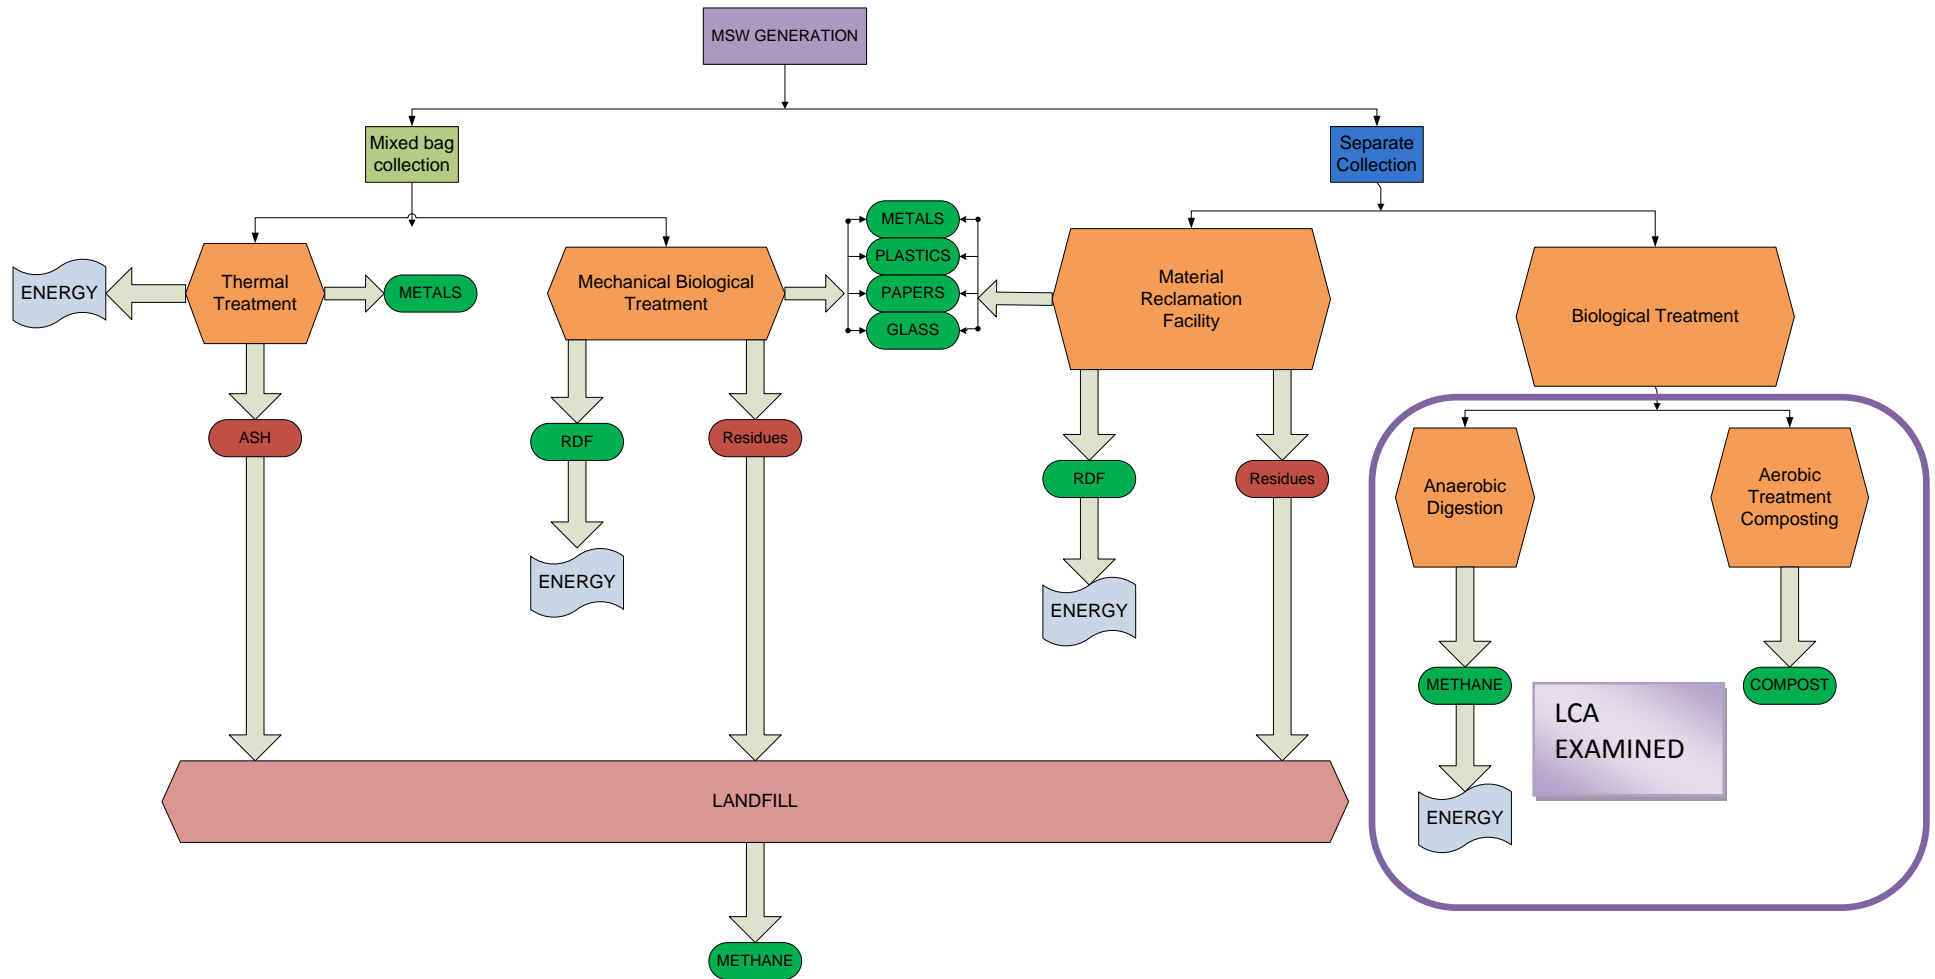 MSW GENERATION
Mixed bag
collection
Separate
Collection
METALS
PLASTICS
PAPERS
GLASS
ENERGY
Thermal
Treatment
METALS
Mechanical Biological
Treatment
Material
Reclamation
Facility
Biological Treatment
ASH
RDF
Residues
RDF
Residues
Anaerobic
Digestion
Aerobic
Treatment
Composting
ENERGY
ENERGY
METHANE
COMPOST
LCA
EXAMINED
LANDFILL
ENERGY
METHANE